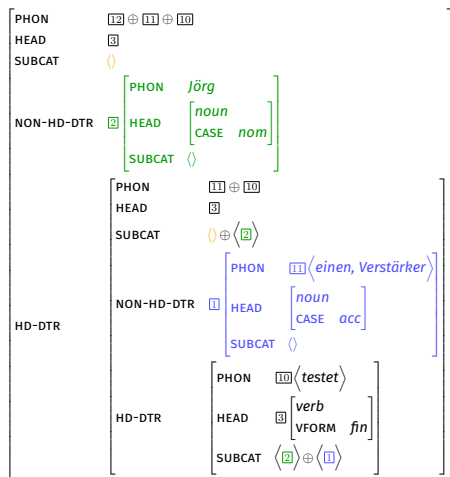 PHON 12 ⊕ 11 ⊕ 10
HEAD 3
SUBCAT ⟨⟩
NON-HD-DTR 2
PHON Jörg
HEAD noun
CASE nom
SUBCAT ⟨⟩
HD-DTR
PHON 11 ⊕ 10
HEAD 3
SUBCAT ⟨⟩ ⊕ ⟨2⟩
NON-HD-DTR 1
PHON 11 ⟨einen, Verstärker⟩
HEAD noun
CASE acc
SUBCAT ⟨⟩
HD-DTR
PHON 10 ⟨testet⟩
HEAD 3 verb
VFORM fin
SUBCAT ⟨2⟩ ⊕ ⟨1⟩